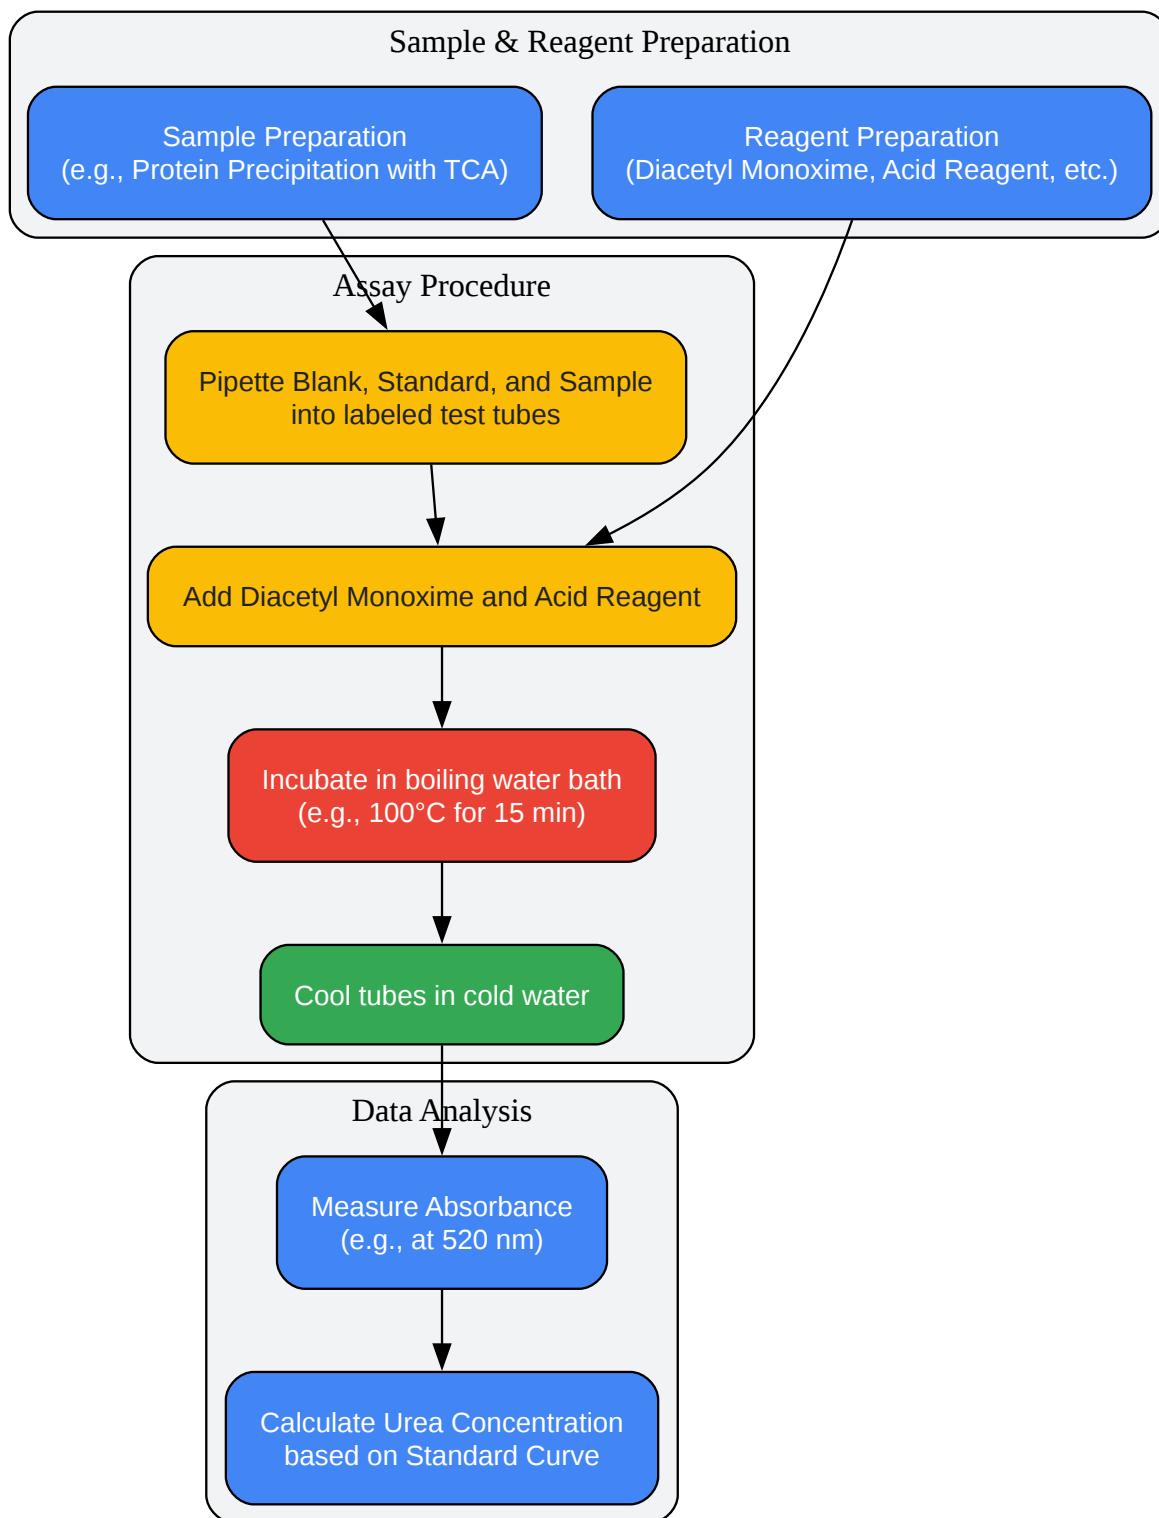 Sample & Reagent Preparation
Sample Preparation
(e.g., Protein Precipitation with TCA)
Reagent Preparation
(Diacetyl Monoxime, Acid Reagent, etc.)
Assay Procedure
Pipette Blank, Standard, and Sample
into labeled test tubes
Add Diacetyl Monoxime and Acid Reagent
Incubate in boiling water bath
(e.g., 100°C for 15 min)
Cool tubes in cold water
Data Analysis
Measure Absorbance
(e.g., at 520 nm)
Calculate Urea Concentration
based on Standard Curve